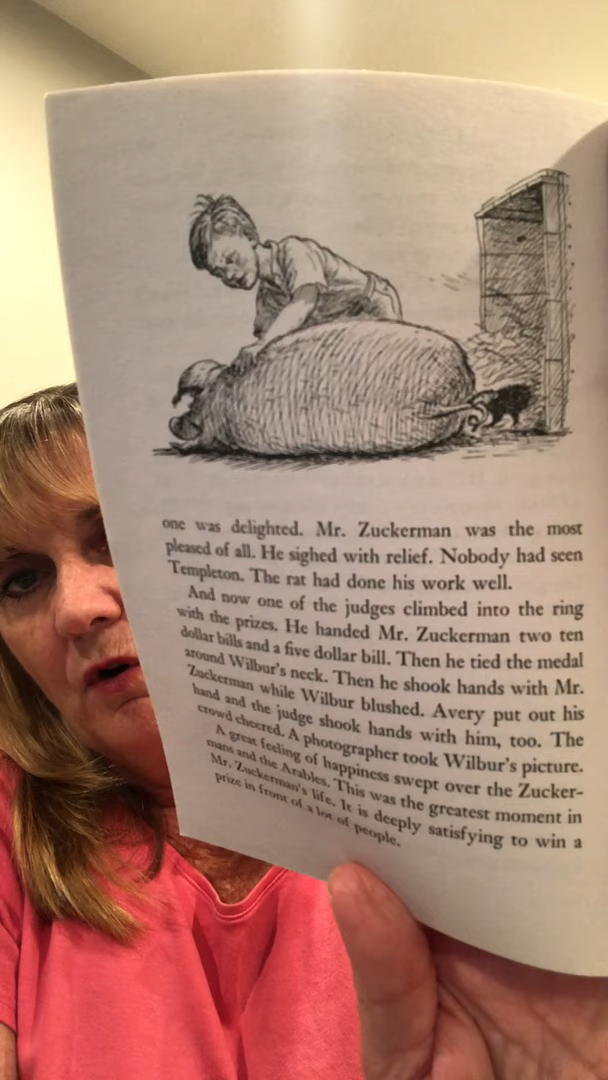 one was delighted. Mr. Zuckerman was the most
pleased of all. He sighed with relief. Nobody had seen
Templeton. The rat had done his work well.
And now one of the judges climbed into the ring
with the prizes. He handed Mr. Zuckerman two ten
dollar bills and a five dollar bill. Then he tied the medal
around Wilbur's neck. Then he shook hands with Mr.
Zuckerman while Wilbur blushed. Avery put out his
hand and the judge shook hands with him, too. The
crowd cheered. A photographer took Wilbur's picture.
A great feeling of happiness swept over the Zucker-
mans and the Arables. This was the greatest moment in
Mr. Zuckerman's life. It is deeply satisfying to win a
prize in front of a lot of people.